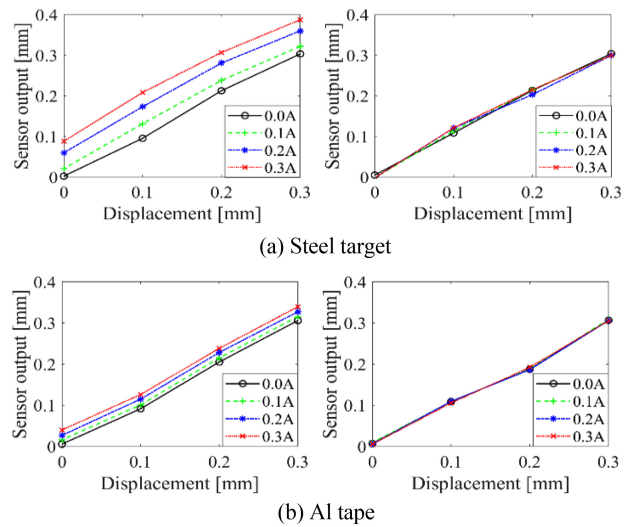 0.4
0.3
0.2
0.1
0
Sensor output [mm]
0 0.1 0.2 0.3
Displacement [mm]
0.0A
0.1A
0.2A
0.3A
0.4
0.3
0.2
0.1
0
Sensor output [mm]
0 0.1 0.2 0.3
Displacement [mm]
0.0A
0.1A
0.2A
0.3A
(a) Steel target
0.4
0.3
0.2
0.1
0
Sensor output [mm]
0 0.1 0.2 0.3
Displacement [mm]
0.0A
0.1A
0.2A
0.3A
0.4
0.3
0.2
0.1
0
Sensor output [mm]
0 0.1 0.2 0.3
Displacement [mm]
0.0A
0.1A
0.2A
0.3A
(b) Al tape